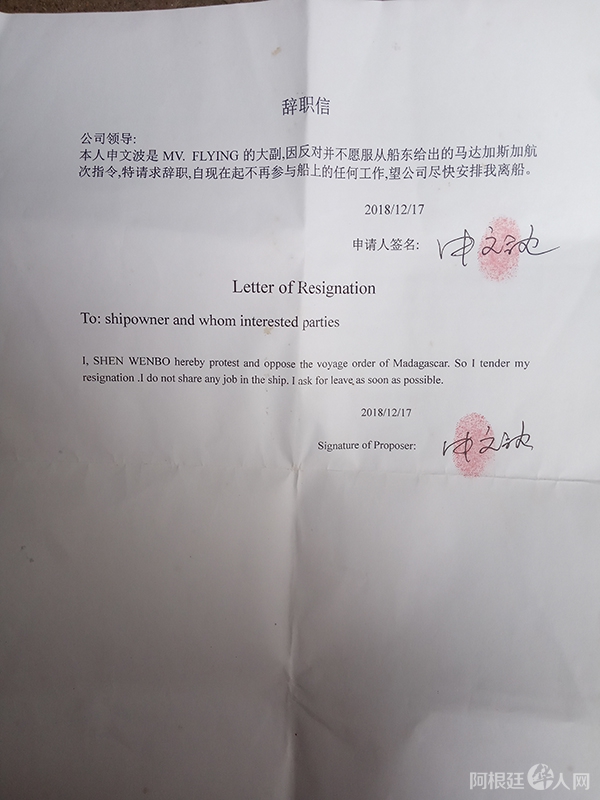 辞职信
公司领导:
本人申文波是 MV. FLYING 的大副,因反对并不愿服从船东给出的马达加斯加航
次指令,特请求辞职,自现在起不再参与船上的任何工作,望公司尽快安排我离船。
2018/12/17
申请人签名: 申文波
Letter of Resignation
To: shipowner and whom interested parties
I, SHEN WENBO hereby protest and oppose the voyage order of Madagascar. So I tender my
resignation .I do not share any job in the ship. I ask for leave as soon as possible.
2018/12/17
Signature of Proposer: 申文波
阿根廷华人网